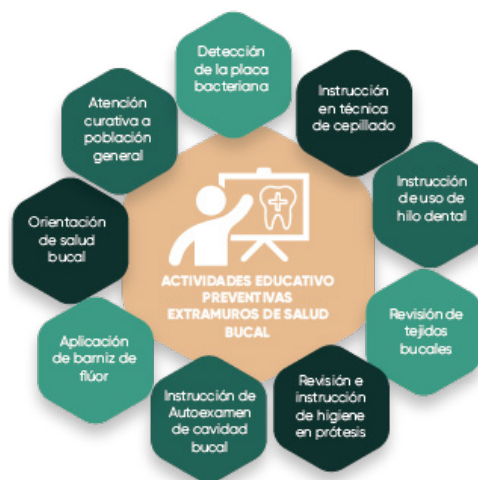 Detección
de la placa
bacteriana
Instrucción
en técnica
de cepillado
Instrucción
de uso de
hilo dental
Revisión de
tejidos
bucales
Revisión e
instrucción
de higiene
en prótesis
Instrucción de
Autoexamen
de cavidad
bucal
Aplicación
de barniz de
flúor
Orientación
de salud
bucal
Atención
curativa a
población
general
ACTIVIDADES EDUCATIVO
PREVENTIVAS
EXTRAMUROS DE SALUD
BUCAL